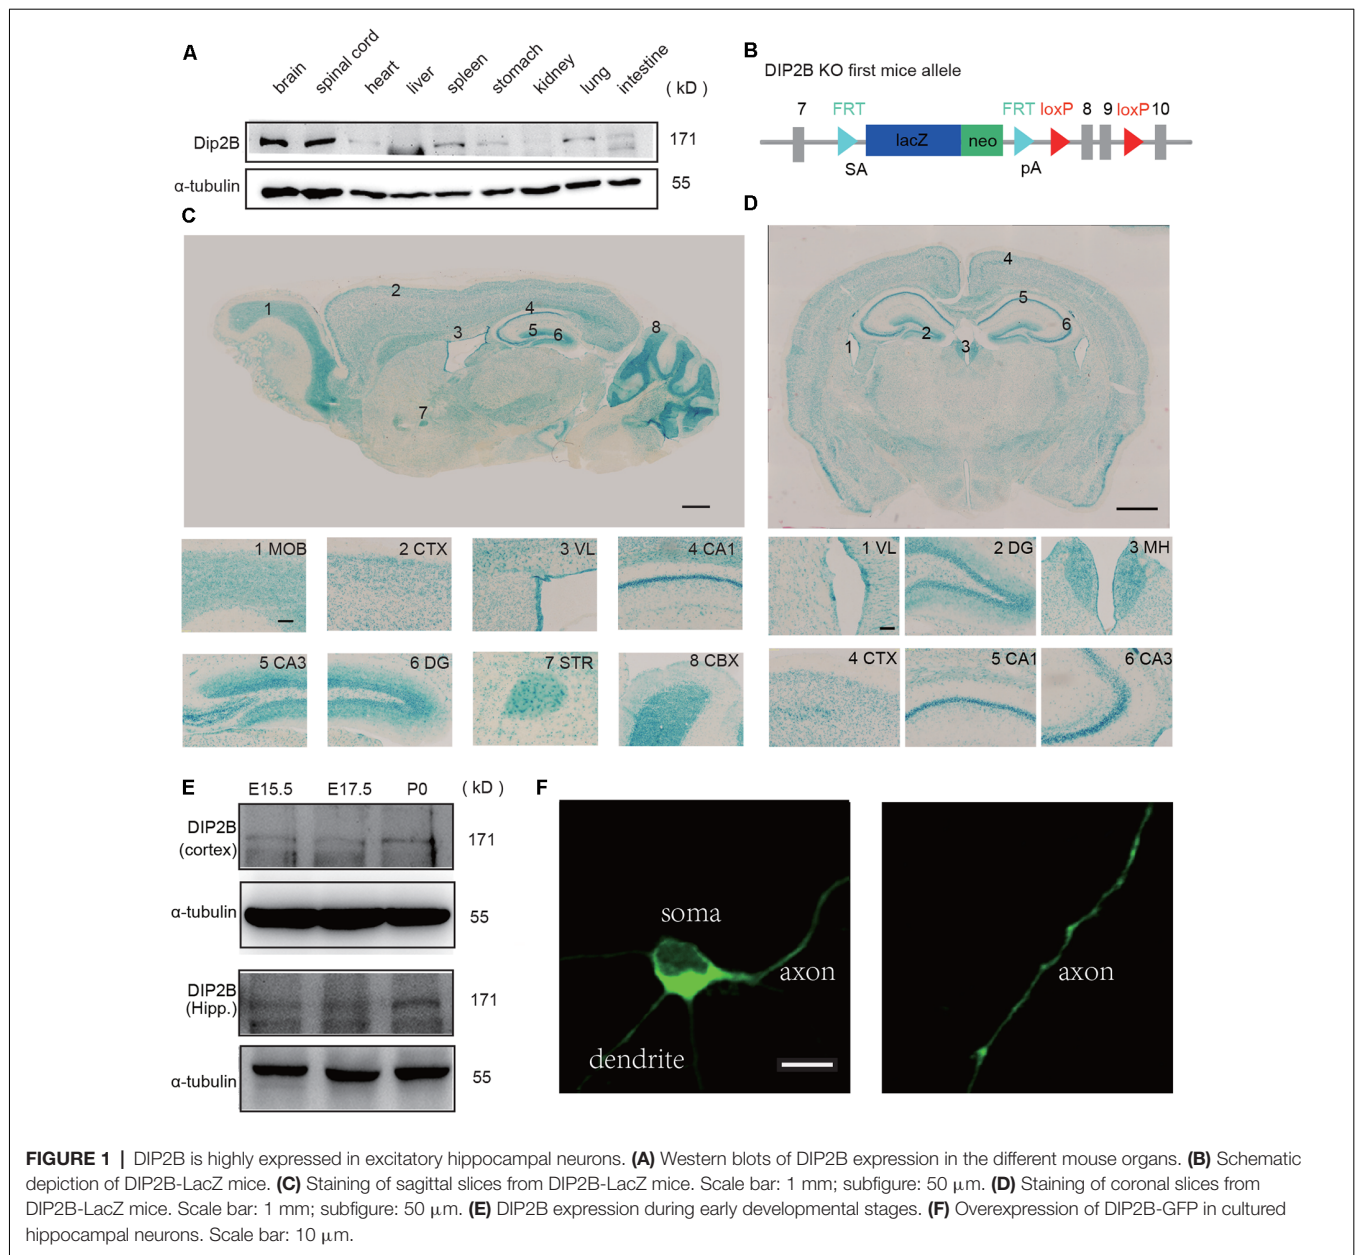 A
brain
spinal cord
heart
liver
spleen
stomach
kidney
lung
intestine
( kD )
Dip2B
171
α-tubulin
55
B
DIP2B KO first mice allele
7 FRT FRT loxP 8 9 loxP 10
lacZ neo
SA pA
C
1
2
3
4
5
6
7
8
1 MOB
2 CTX
3 VL
4 CA1
5 CA3
6 DG
7 STR
8 CBX
D
4
5
6
2
1
3
1 VL
2 DG
3 MH
4 CTX
5 CA1
6 CA3
E
E15.5 E17.5 P0 ( kD )
DIP2B
(cortex)
171
α-tubulin
55
DIP2B
(Hipp.)
171
α-tubulin
55
F
soma
axon
dendrite
axon
FIGURE 1 | DIP2B is highly expressed in excitatory hippocampal neurons. (A) Western blots of DIP2B expression in the different mouse organs. (B) Schematic
depiction of DIP2B-LacZ mice. (C) Staining of sagittal slices from DIP2B-LacZ mice. Scale bar: 1 mm; subfigure: 50 μm. (D) Staining of coronal slices from
DIP2B-LacZ mice. Scale bar: 1 mm; subfigure: 50 μm. (E) DIP2B expression during early developmental stages. (F) Overexpression of DIP2B-GFP in cultured
hippocampal neurons. Scale bar: 10 μm.